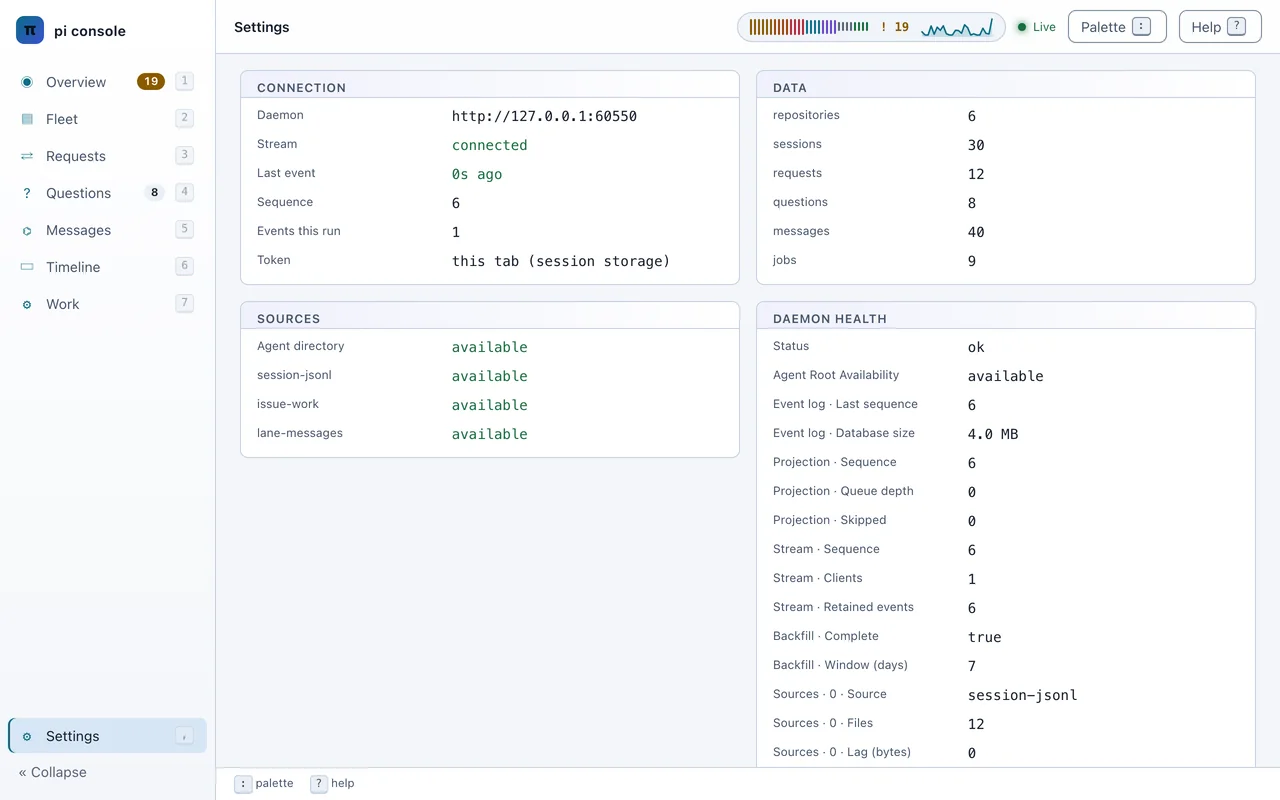 π pi console
Overview 19 1
Fleet 2
Requests 3
Questions 8 4
Messages 5
Timeline 6
Work 7
Settings ,
« Collapse
Settings
! 19
Live
Palette :
Help ?
CONNECTION
Daemon http://127.0.0.1:60550
Stream connected
Last event 0s ago
Sequence 6
Events this run 1
Token this tab (session storage)
DATA
repositories 6
sessions 30
requests 12
questions 8
messages 40
jobs 9
SOURCES
Agent directory available
session-jsonl available
issue-work available
lane-messages available
DAEMON HEALTH
Status ok
Agent Root Availability available
Event log · Last sequence 6
Event log · Database size 4.0 MB
Projection · Sequence 6
Projection · Queue depth 0
Projection · Skipped 0
Stream · Sequence 6
Stream · Clients 1
Stream · Retained events 6
Backfill · Complete true
Backfill · Window (days) 7
Sources · 0 · Source session-jsonl
Sources · 0 · Files 12
Sources · 0 · Lag (bytes) 0
: palette ? help